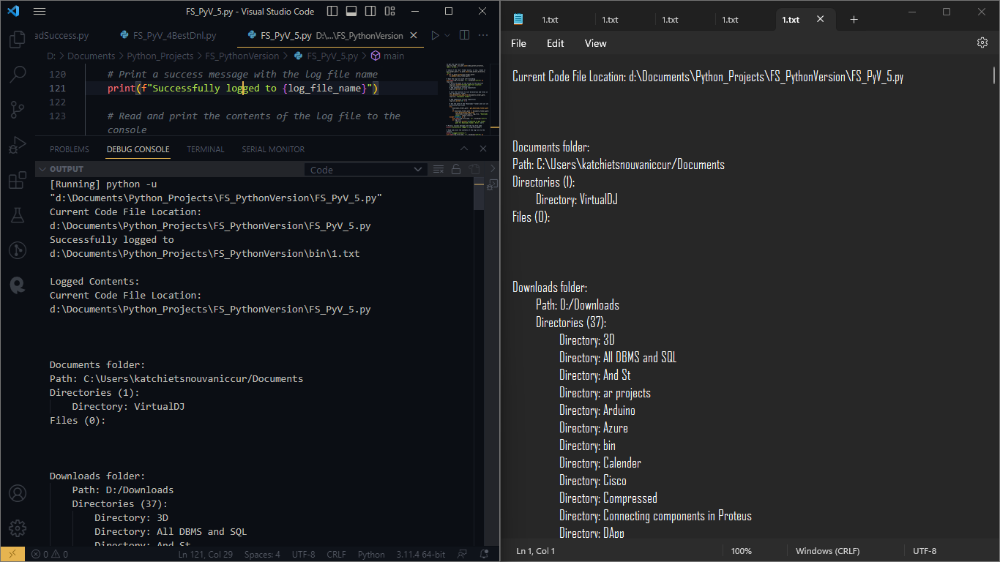 FS_PyV_5.py - Visual Studio Code
adSuccess.py
FS_PyV_4BestDnl.py
FS_PyV_5.py D:\...\FS_PythonVersion
D: > Documents > Python_Projects > FS_PythonVersion > FS_PyV_5.py > main
120 # Print a success message with the log file name
121 print(f"Successfully logged to {log_file_name}")
122
123 # Read and print the contents of the log file to the
console
PROBLEMS DEBUG CONSOLE TERMINAL SERIAL MONITOR
OUTPUT
Code
[Running] python -u
"d:\Documents\Python_Projects\FS_PythonVersion\FS_PyV_5.py"
Current Code File Location:
d:\Documents\Python_Projects\FS_PythonVersion\FS_PyV_5.py
Successfully logged to
d:\Documents\Python_Projects\FS_PythonVersion\bin\1.txt
Logged Contents:
Current Code File Location:
d:\Documents\Python_Projects\FS_PythonVersion\FS_PyV_5.py
Documents folder:
Path: C:\Users\katchietsnouvaniccur/Documents
Directories (1):
Directory: VirtualDJ
Files (0):
Downloads folder:
Path: D:/Downloads
Directories (37):
Directory: 3D
Directory: All DBMS and SQL
Directory: And St
0 0
Ln 121, Col 29 Spaces: 4 UTF-8 CRLF Python 3.11.4 64-bit
1.txt 1.txt 1.txt 1.txt 1.txt
File Edit View
Current Code File Location: d:\Documents\Python_Projects\FS_PythonVersion\FS_PyV_5.py
Documents folder:
Path: C:\Users\katchietsnouvaniccur/Documents
Directories (1):
Directory: VirtualDJ
Files (0):
Downloads folder:
Path: D:/Downloads
Directories (37):
Directory: 3D
Directory: All DBMS and SQL
Directory: And St
Directory: ar projects
Directory: Arduino
Directory: Azure
Directory: bin
Directory: Calender
Directory: Cisco
Directory: Compressed
Directory: Connecting components in Proteus
Directory: DApp
Ln 1, Col 1 100% Windows (CRLF) UTF-8